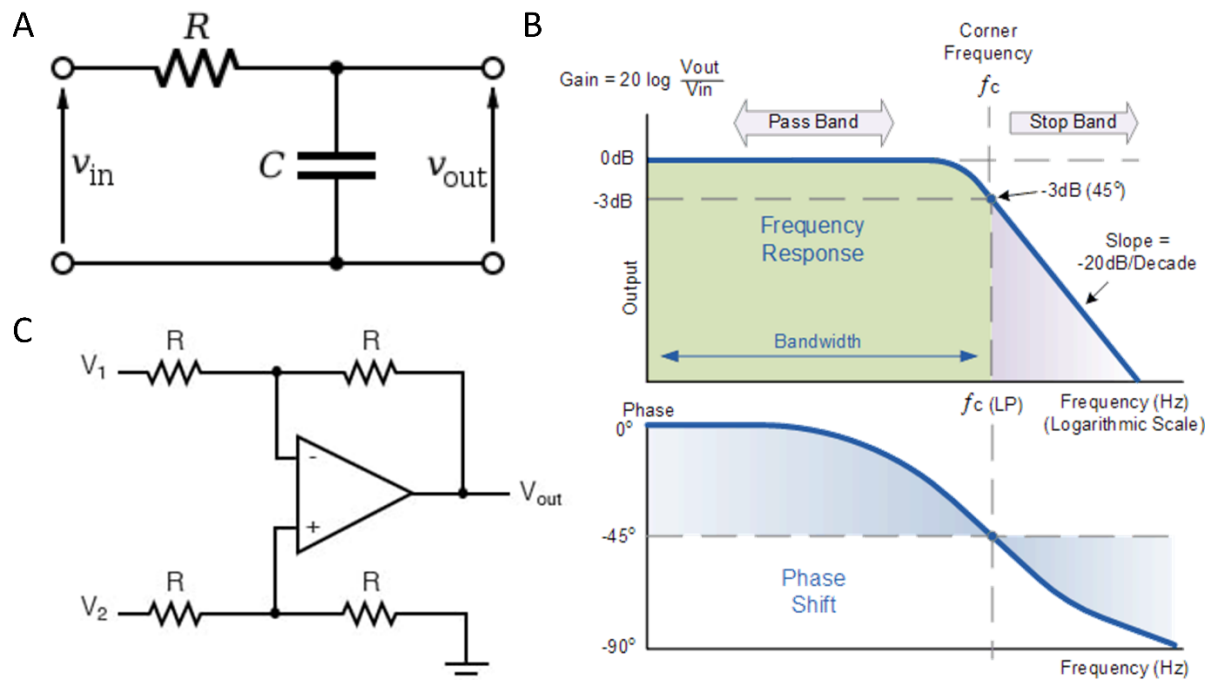 A
R
v_in
C
v_out
B
Gain = 20 log Vout/Vin
Corner
Frequency
fc
Pass Band
Stop Band
0dB
-3dB
-3dB (45°)
Frequency
Response
Slope =
-20dB/Decade
Output
Bandwidth
fc (LP)
Frequency (Hz)
(Logarithmic Scale)
Phase
0°
-45°
Phase
Shift
-90°
Frequency (Hz)
C
R
R
V1
-
+
Vout
R
R
V2